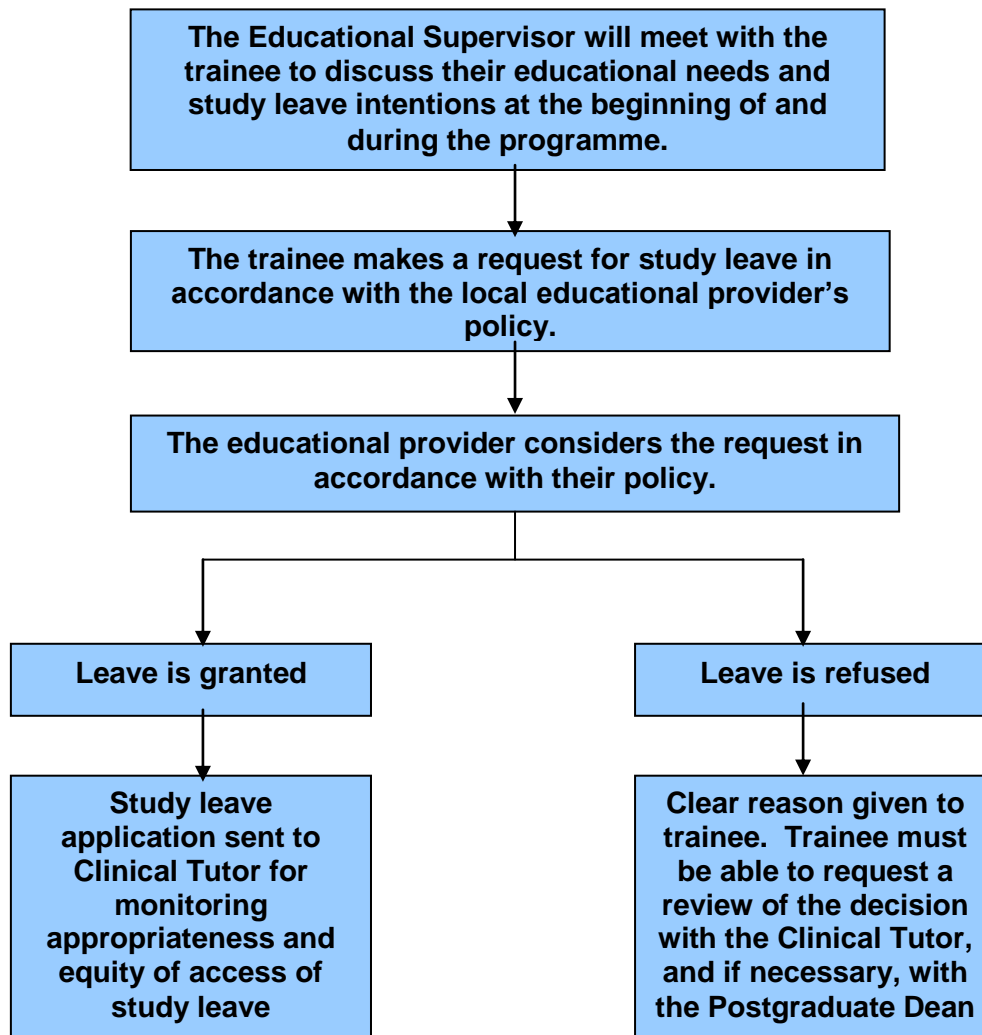 The Educational Supervisor will meet with the
trainee to discuss their educational needs and
study leave intentions at the beginning of and
during the programme.
The trainee makes a request for study leave in
accordance with the local educational provider’s
policy.
The educational provider considers the request in
accordance with their policy.
Leave is granted
Leave is refused
Study leave
application sent to
Clinical Tutor for
monitoring
appropriateness and
equity of access of
study leave
Clear reason given to
trainee.  Trainee must
be able to request a
review of the decision
with the Clinical Tutor,
and if necessary, with
the Postgraduate Dean